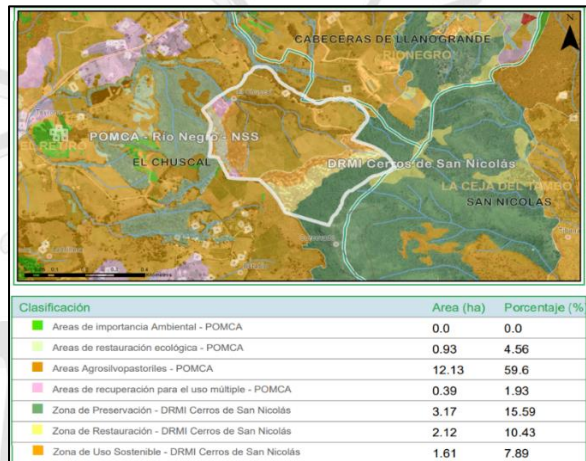 CABECERAS DE LLANOGRANDE
RIONEGRO
POMCA - Río Negro - NSS
EL RETIRO
EL CHUSCAL
DRMI Cerros de San Nicolás
LA CEJA DEL TAMBO
SAN NICOLAS
Clasificación Area (ha) Porcentaje (%
Areas de importancia Ambiental - POMCA 0.0 0.0
Areas de restauración ecológica - POMCA 0.93 4.56
Areas Agrosilvopastoriles - POMCA 12.13 59.6
Areas de recuperación para el uso múltiple - POMCA 0.39 1.93
Zona de Preservación - DRMI Cerros de San Nicolás 3.17 15.59
Zona de Restauración - DRMI Cerros de San Nicolás 2.12 10.43
Zona de Uso Sostenible - DRMI Cerros de San Nicolás 1.61 7.89